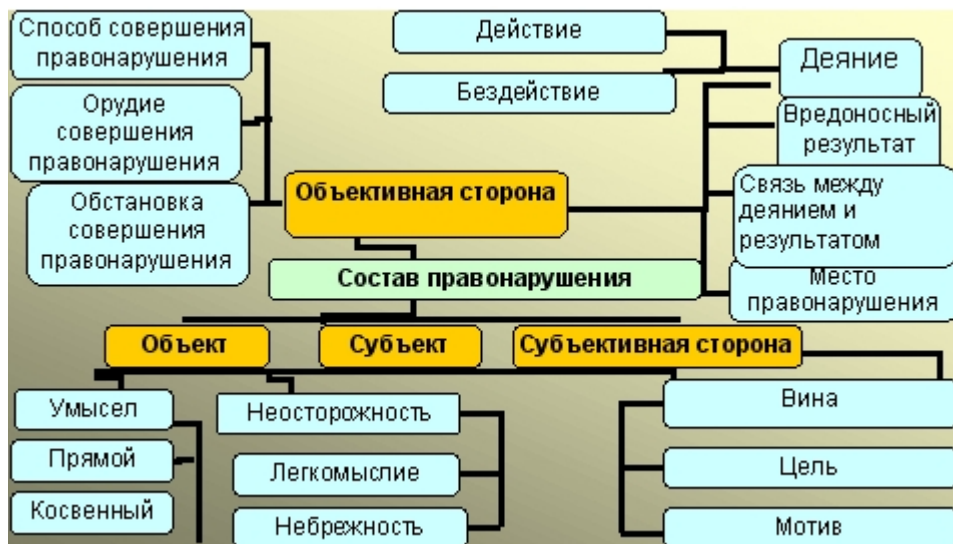 Способ совершения
правонарушения
Орудие
совершения
правонарушения
Обстановка
совершения
правонарушения
Действие
Бездействие
Деяние
Вредоносный
результат
Связь между
деянием и
результатом
Место
правонарушения
Объективная сторона
Состав правонарушения
Объект
Субъект
Субъективная сторона
Умысел
Прямой
Косвенный
Неосторожность
Легкомыслие
Небрежность
Вина
Цель
Мотив